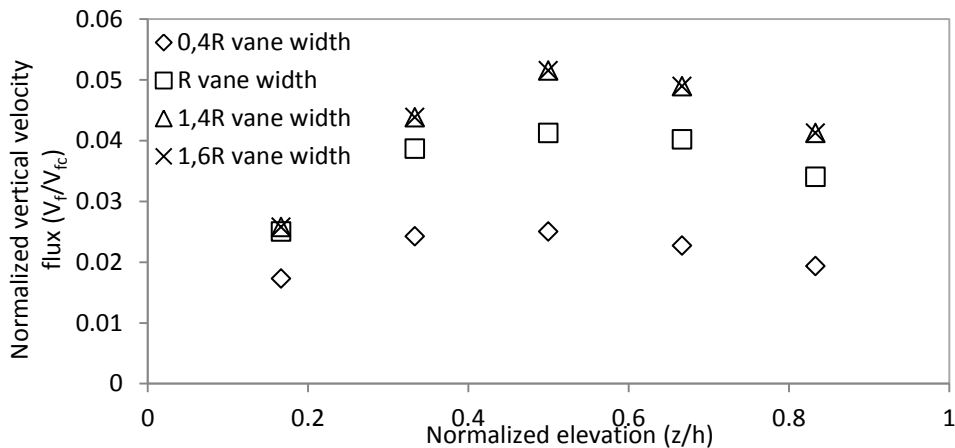 Normalized vertical velocity
flux (Vf/Vfc)
0.06
0.05
0.04
0.03
0.02
0.01
0
0,4R vane width
R vane width
1,4R vane width
1,6R vane width
0
0.2
0.4
0.6
0.8
1
Normalized elevation (z/h)